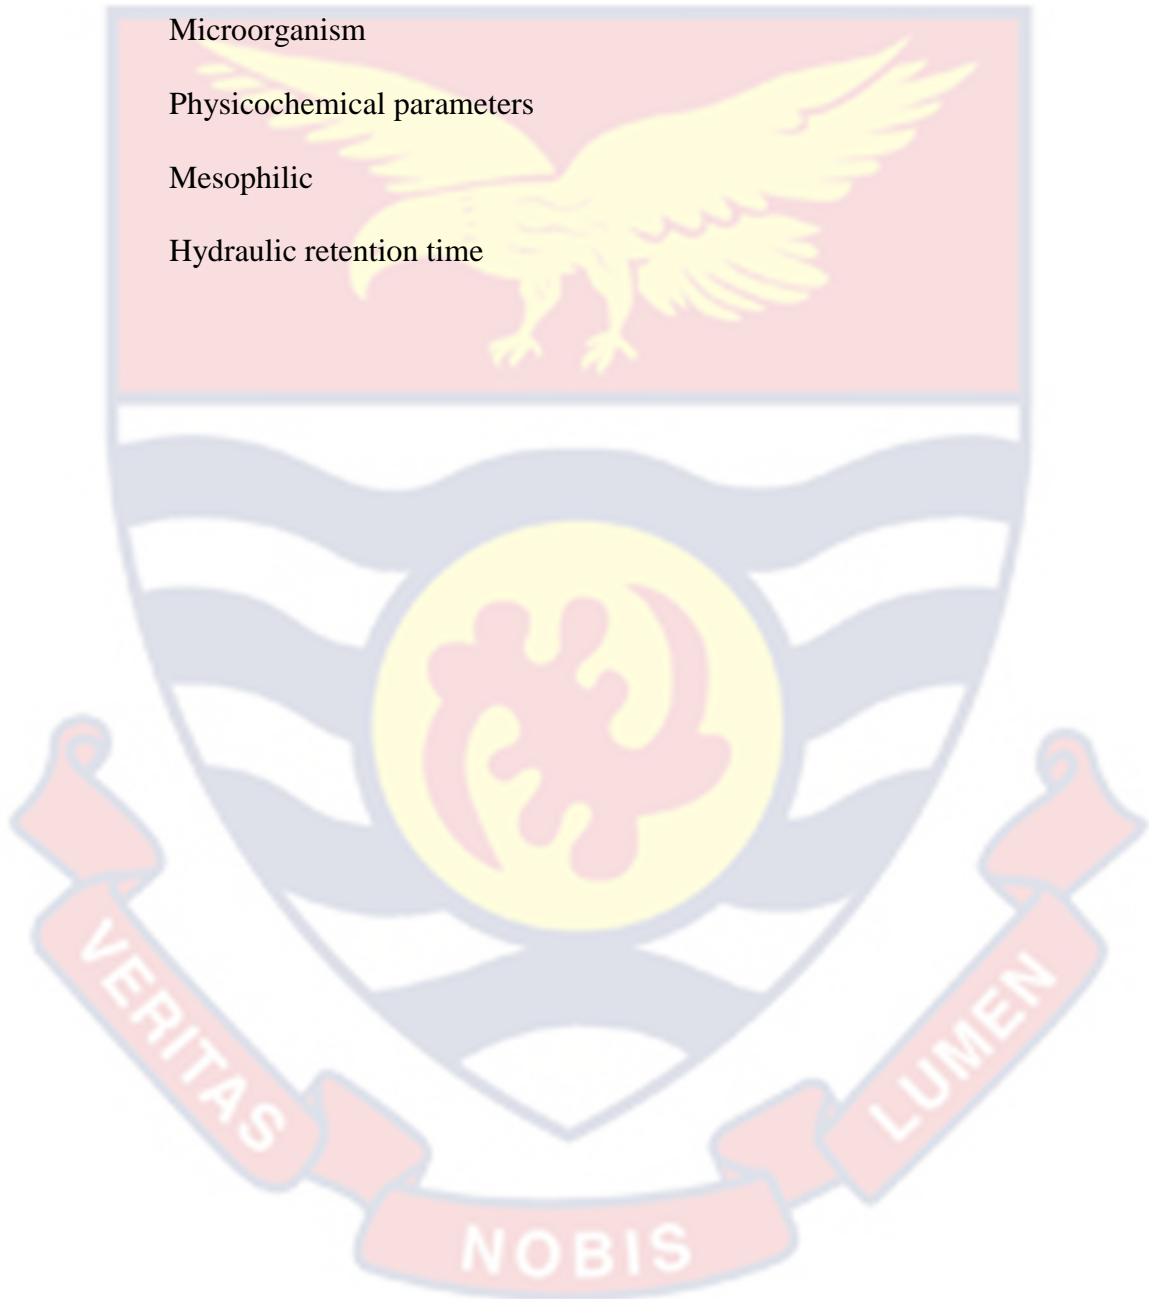 Microorganism
Physicochemical parameters
Mesophilic
Hydraulic retention time
VERITAS
NOBIS
LUMEN